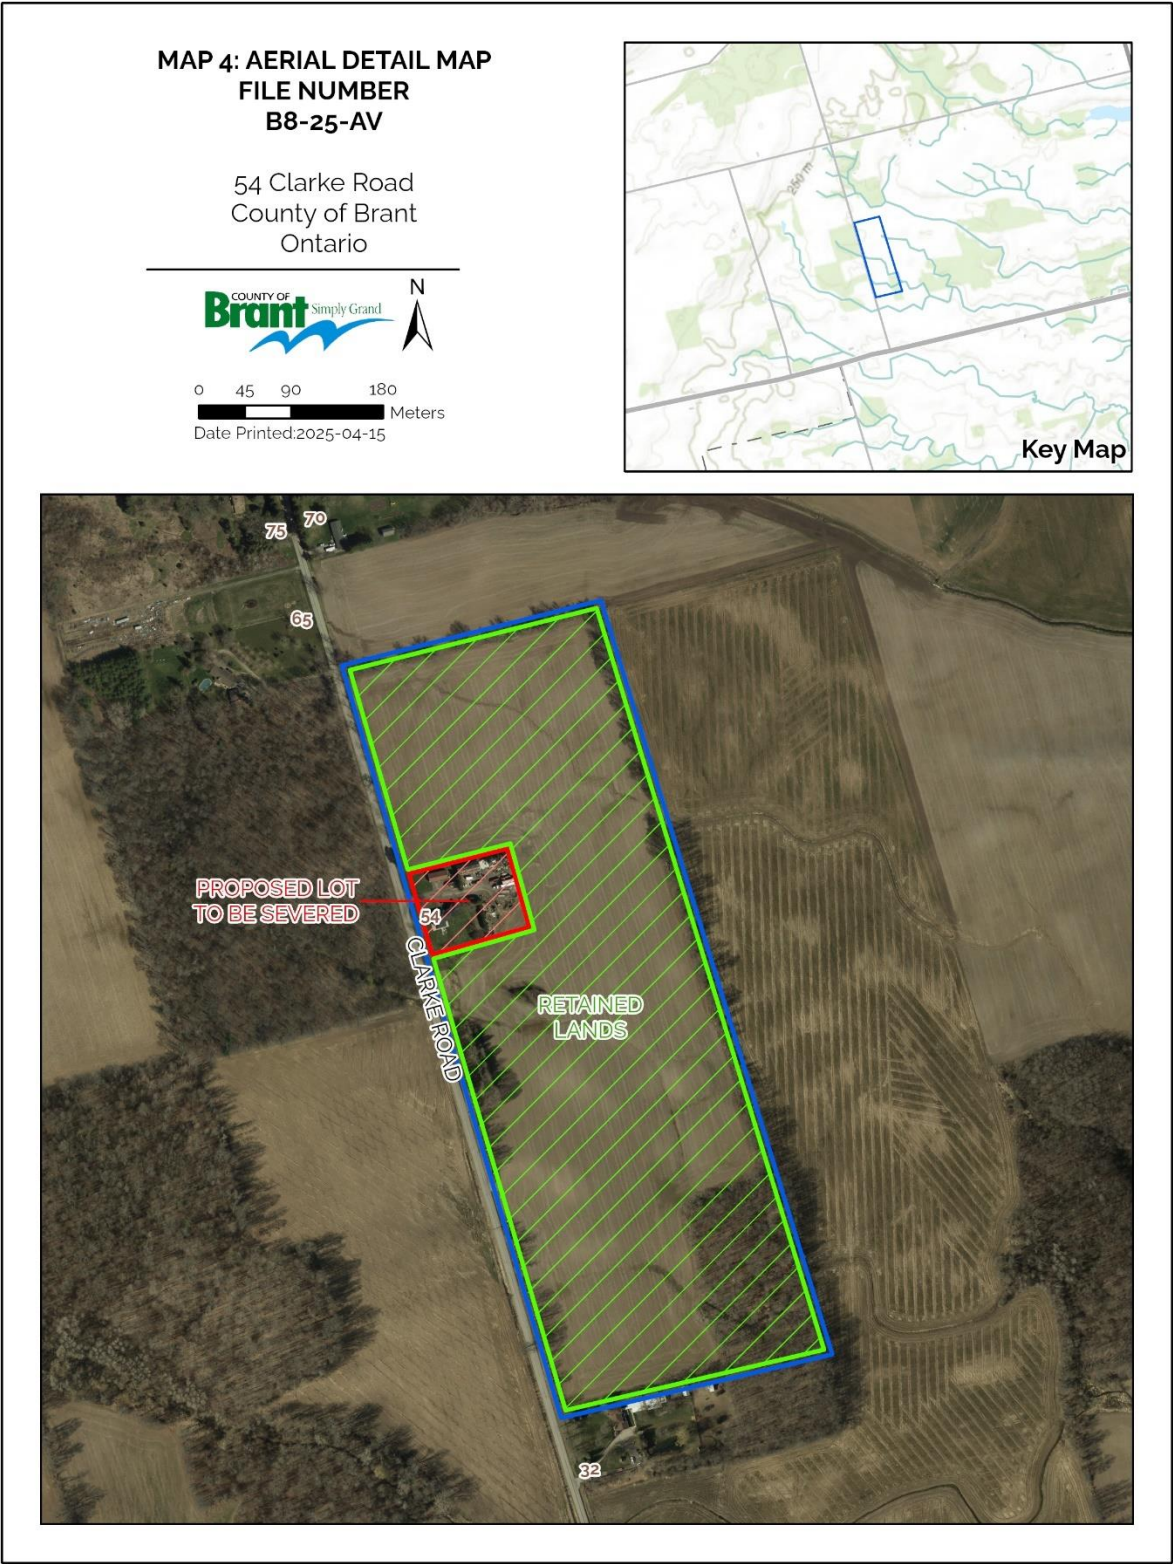 MAP 4: AERIAL DETAIL MAP
FILE NUMBER
B8-25-AV
54 Clarke Road
County of Brant
Ontario
COUNTY OF
Brant Simply Grand
N
0 45 90 180
Meters
Date Printed:2025-04-15
250 m
Key Map
75
70
65
PROPOSED LOT
TO BE SEVERED
54
CLARKE ROAD
RETAINED
LANDS
32